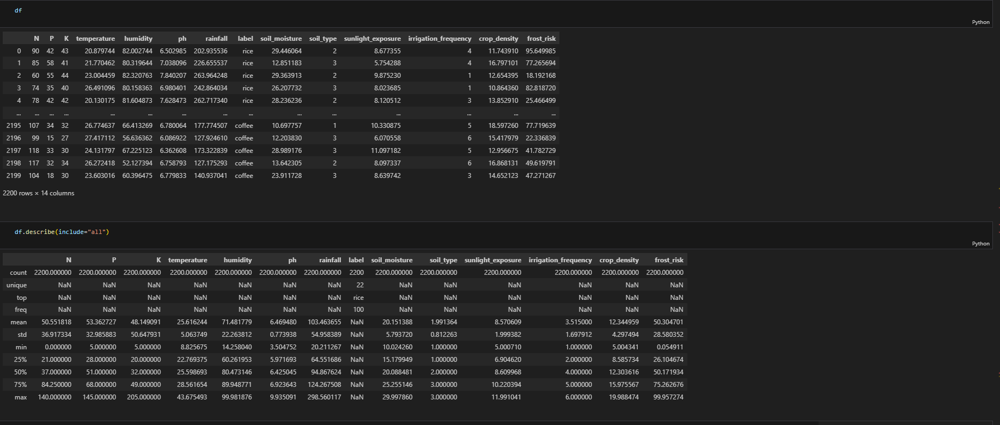 df
Python
N P K temperature humidity ph rainfall label soil_moisture soil_type sunlight_exposure irrigation_frequency crop_density frost_risk
0 90 42 43 20.879744 82.002744 6.502985 202.935536 rice 29.446064 2 8.677355 4 11.743910 95.649985
1 85 58 41 21.770462 80.319644 7.038096 226.655537 rice 12.851183 3 5.754288 4 16.797101 77.265694
2 60 55 44 23.004459 82.320763 7.840207 263.964248 rice 29.363913 2 9.875230 1 12.654395 18.192168
3 74 35 40 26.491096 80.158363 6.980401 242.864034 rice 26.207732 3 8.023685 1 10.864360 82.818720
4 78 42 42 20.130175 81.604873 7.628473 262.717340 rice 28.236236 2 8.120512 3 13.852910 25.466499
... ... ... ... ... ... ... ... ... ... ... ... ... ... ...
2195 107 34 32 26.774637 66.413269 6.780064 177.774507 coffee 10.697757 1 10.330875 5 18.597260 77.719639
2196 99 15 27 27.417112 56.636362 6.086922 127.924610 coffee 12.203830 3 6.070558 6 15.417979 22.336839
2197 118 33 30 24.131797 67.225123 6.362608 173.322839 coffee 28.989176 3 11.097182 5 12.956675 41.782729
2198 117 32 34 26.272418 52.127394 6.758793 127.175293 coffee 13.642305 2 8.097337 6 16.868131 49.619791
2199 104 18 30 23.603016 60.396475 6.779833 140.937041 coffee 23.911728 3 8.639742 3 14.652123 47.271267
2200 rows × 14 columns
df.describe(include="all")
Python
N P K temperature humidity ph rainfall label soil_moisture soil_type sunlight_exposure irrigation_frequency crop_density frost_risk
count 2200.000000 2200.000000 2200.000000 2200.000000 2200.000000 2200.000000 2200.000000 2200 2200.000000 2200.000000 2200.000000 2200.000000 2200.000000 2200.000000
unique NaN NaN NaN NaN NaN NaN NaN 22 NaN NaN NaN NaN NaN NaN
top NaN NaN NaN NaN NaN NaN NaN rice NaN NaN NaN NaN NaN NaN
freq NaN NaN NaN NaN NaN NaN NaN 100 NaN NaN NaN NaN NaN NaN
mean 50.551818 53.362727 48.149091 25.616244 71.481779 6.469480 103.463655 NaN 20.151388 1.991364 8.570609 3.515000 12.344959 50.304701
std 36.917334 32.985883 50.647931 5.063749 22.263812 0.773938 54.958389 NaN 5.793720 0.812263 1.999382 1.697912 4.297494 28.580352
min 0.000000 5.000000 5.000000 8.825675 14.258040 3.504752 20.211267 NaN 10.024260 1.000000 5.000710 1.000000 5.004341 0.054911
25% 21.000000 28.000000 20.000000 22.769375 60.261953 5.971693 64.551686 NaN 15.179949 1.000000 6.904620 2.000000 8.585734 26.104674
50% 37.000000 51.000000 32.000000 25.598693 80.473146 6.425045 94.867624 NaN 20.088481 2.000000 8.609968 4.000000 12.303616 50.171934
75% 84.250000 68.000000 49.000000 28.561654 89.948771 6.923643 124.267508 NaN 25.255146 3.000000 10.220394 5.000000 15.975567 75.262676
max 140.000000 145.000000 205.000000 43.675493 99.981876 9.935091 298.560117 NaN 29.997860 3.000000 11.991041 6.000000 19.988474 99.957274